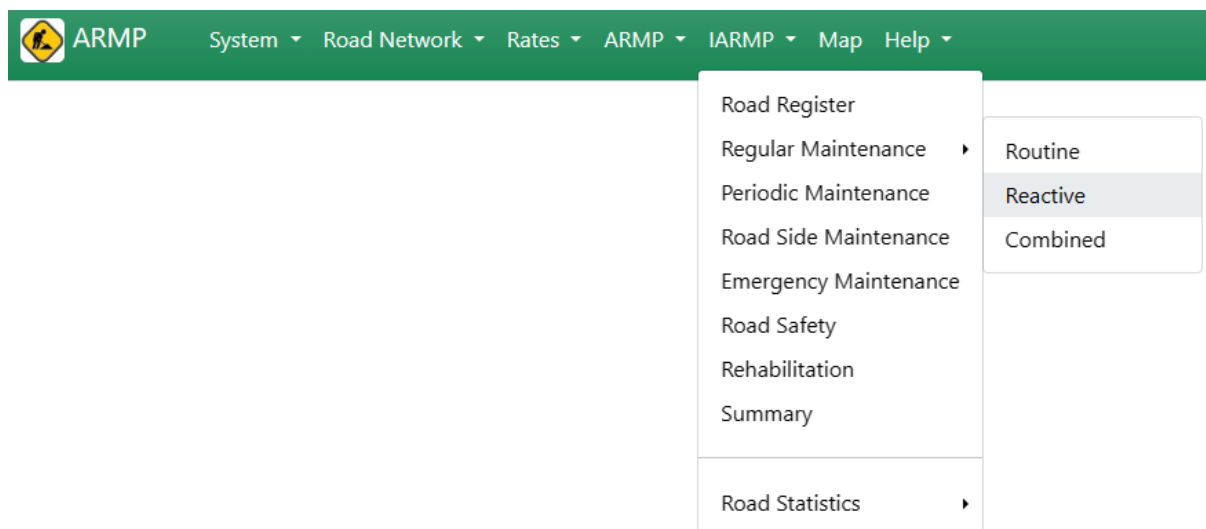 ARMP System Road Network Rates ARMP IARMP Map Help
Road Register
Regular Maintenance Routine
Periodic Maintenance Reactive
Road Side Maintenance Combined
Emergency Maintenance
Road Safety
Rehabilitation
Summary
Road Statistics